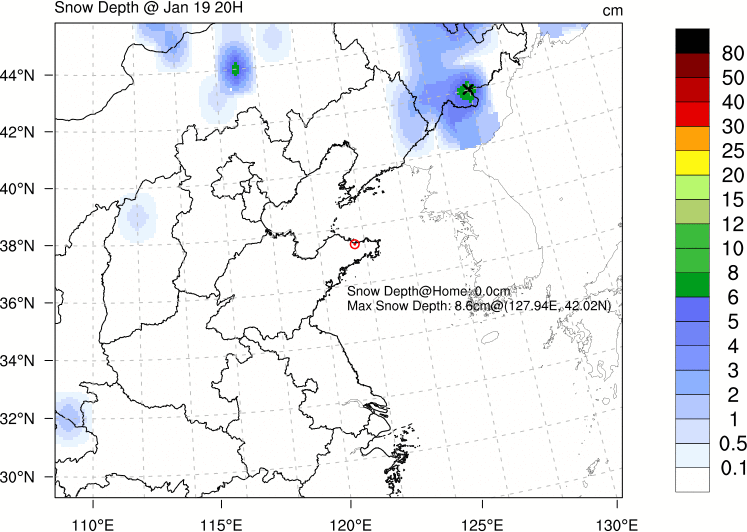 Snow Depth @ Jan 19 20H
cm
44°N
42°N
40°N
38°N
36°N
34°N
32°N
30°N
Snow Depth@Home: 0.0cm
Max Snow Depth: 8.6cm@(127.94E, 42.02N)
110°E
115°E
120°E
125°E
130°E
80
50
40
30
25
20
15
12
10
8
6
5
4
3
2
1
0.5
0.1